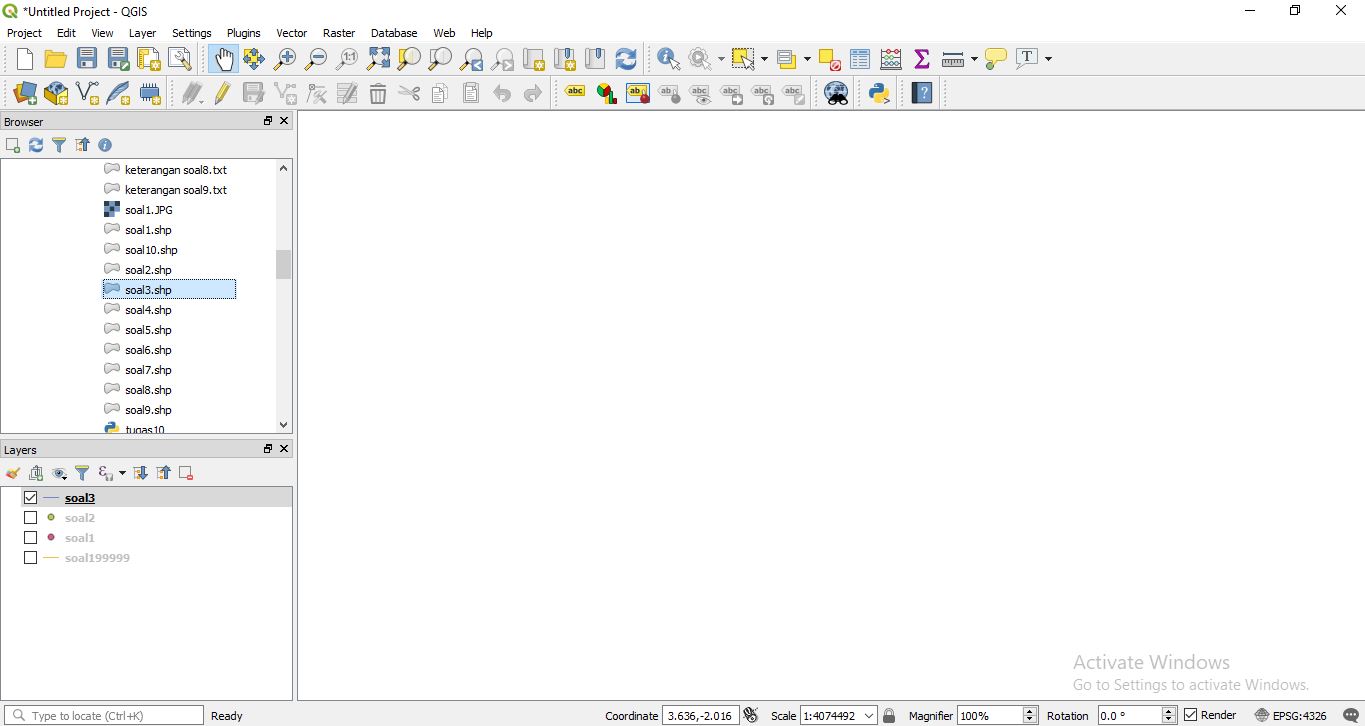 *Untitled Project - QGIS
Project Edit View Layer Settings Plugins Vector Raster Database Web Help
Browser
keterangan soal8.txt
keterangan soal9.txt
soal1.JPG
soal1.shp
soal10.shp
soal2.shp
soal3.shp
soal4.shp
soal5.shp
soal6.shp
soal7.shp
soal8.shp
soal9.shp
tugas10
Layers
soal3
soal2
soal1
soal199999
Activate Windows
Go to Settings to activate Windows.
Type to locate (Ctrl+K) Ready Coordinate 3.636,-2.016 Scale 1:4074492 Magnifier 100% Rotation 0.0 ° Render EPSG:4326